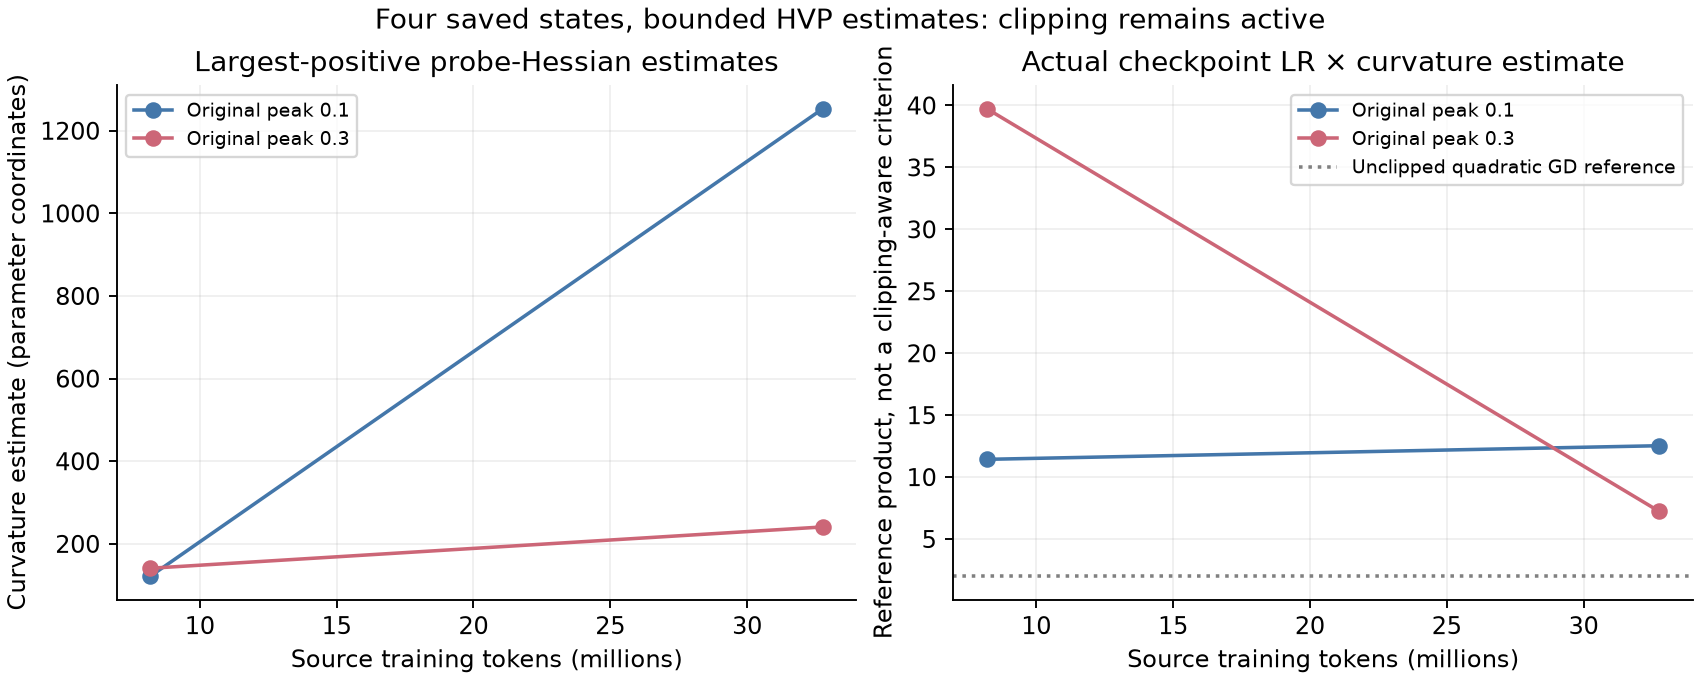 Four saved states, bounded HVP estimates: clipping remains active
Largest-positive probe-Hessian estimates
Curvature estimate (parameter coordinates)
1200
1000
800
600
400
200
Original peak 0.1
Original peak 0.3
10
15
20
25
30
Source training tokens (millions)
Actual checkpoint LR × curvature estimate
Reference product, not a clipping-aware criterion
40
35
30
25
20
15
10
5
Original peak 0.1
Original peak 0.3
Unclipped quadratic GD reference
10
15
20
25
30
Source training tokens (millions)